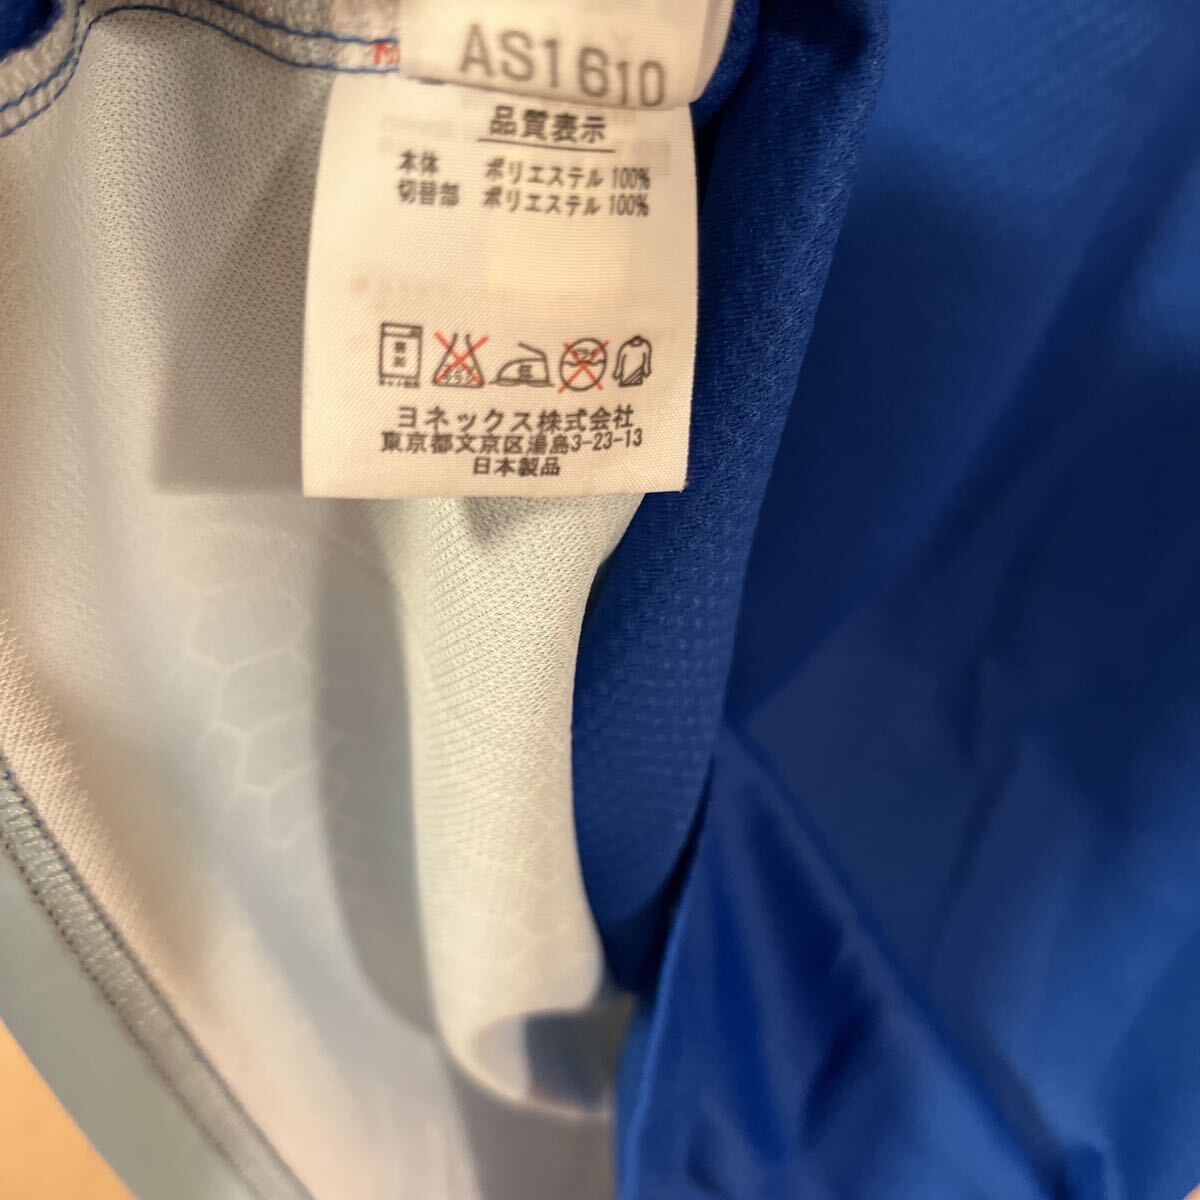 AS1610
品質表示
本体 ポリエステル 100%
切替部 ポリエステル 100%
ヨネックス株式会社
東京都文京区湯島3-23-13
日本製品